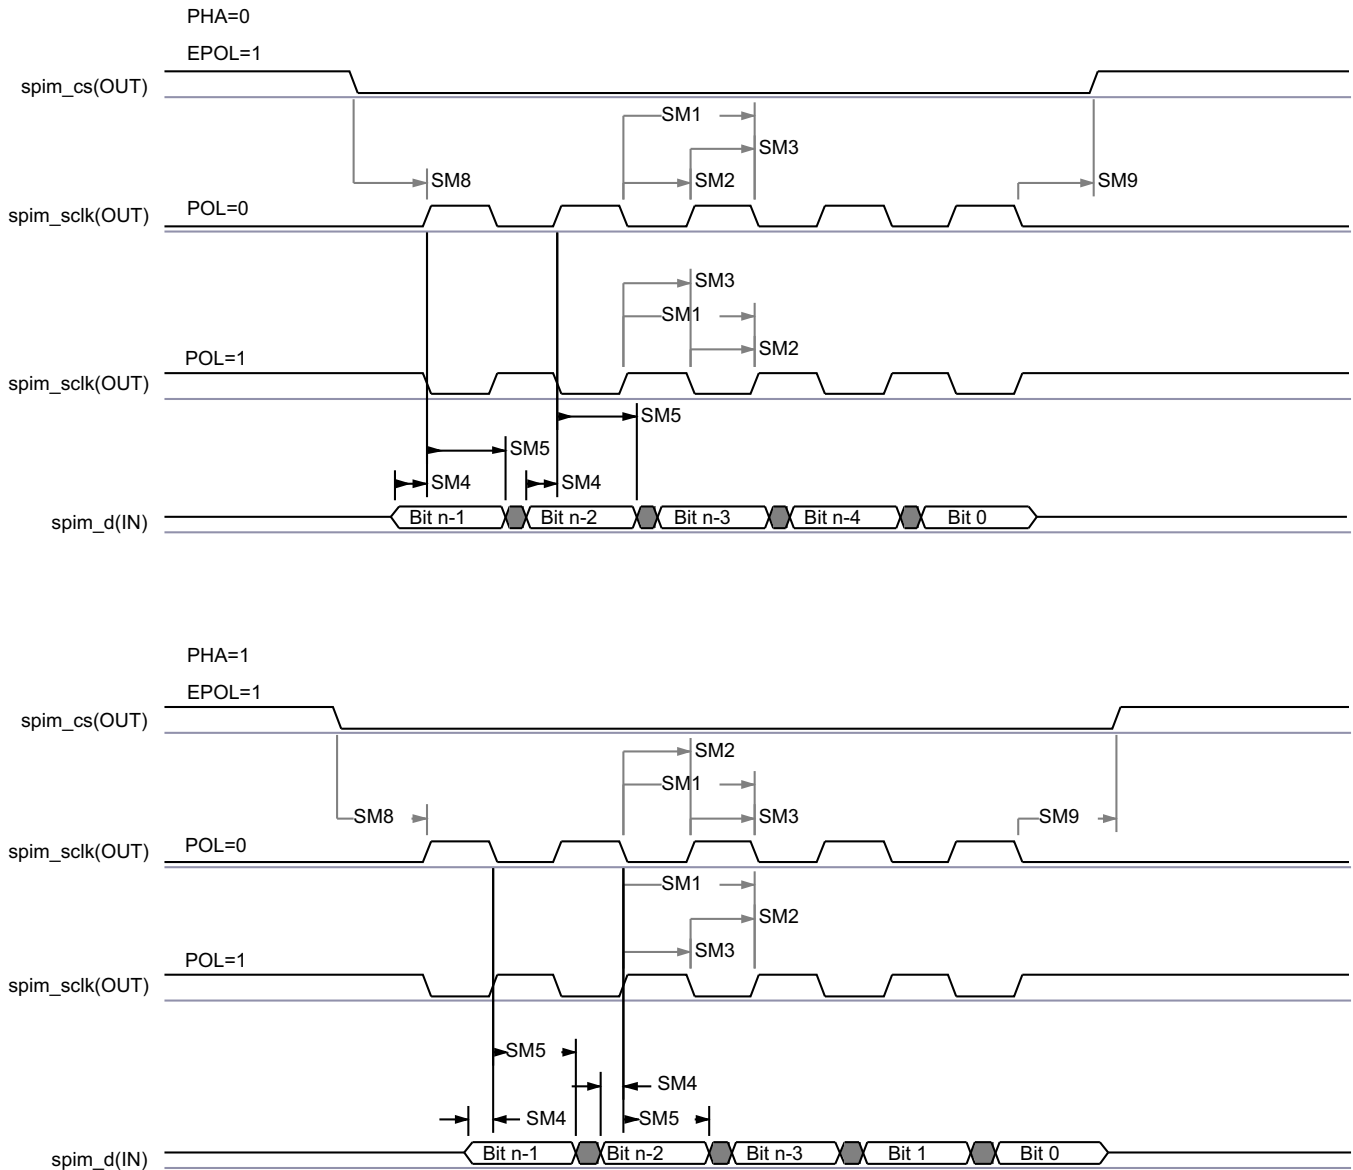 PHA=0
EPOL=1
spim_cs(OUT)
SM1
SM3
SM8
SM2
SM9
POL=0
spim_sclk(OUT)
SM3
SM1
SM2
POL=1
spim_sclk(OUT)
SM5
SM5
SM4 SM4
spim_d(IN) Bit n-1 Bit n-2 Bit n-3 Bit n-4 Bit 0
PHA=1
EPOL=1
spim_cs(OUT)
SM2
SM1
SM8 SM3 SM9
POL=0
spim_sclk(OUT)
SM1
SM2
SM3
POL=1
spim_sclk(OUT)
SM5
SM4
SM4 SM5
spim_d(IN) Bit n-1 Bit n-2 Bit n-3 Bit 1 Bit 0